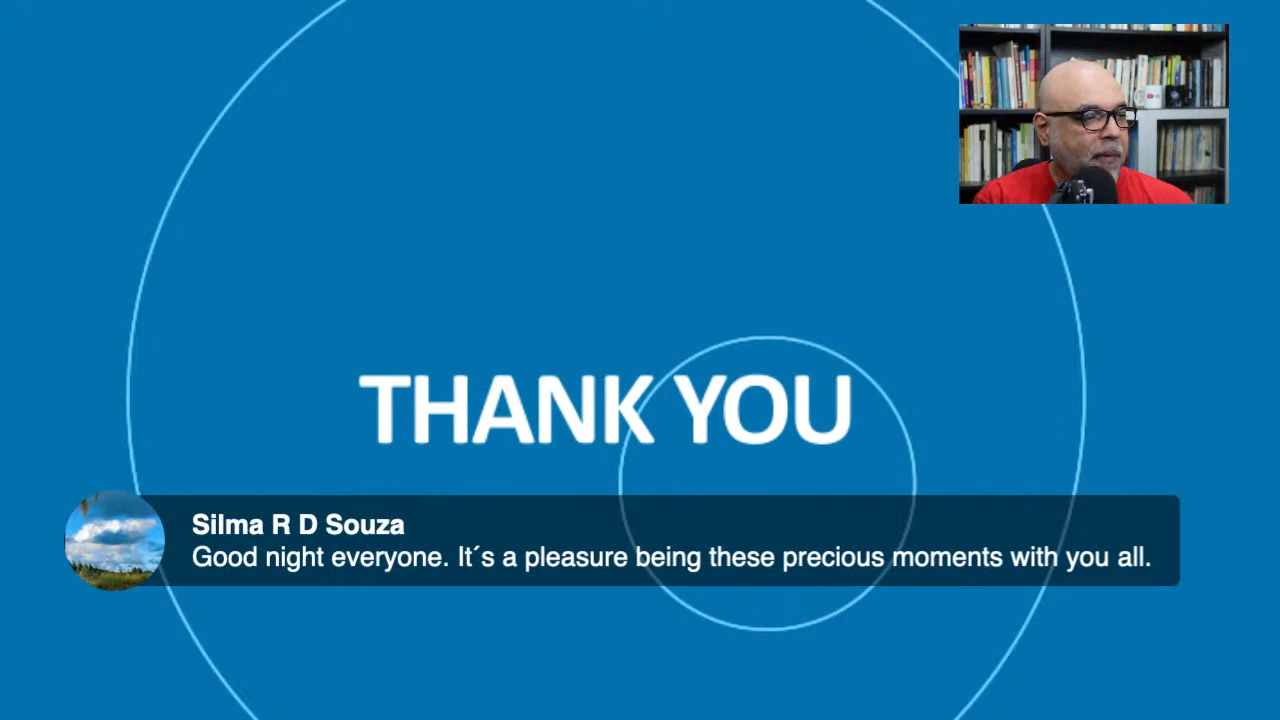 THANK YOU
Silma R D Souza
Good night everyone. It´s a pleasure being these precious moments with you all.